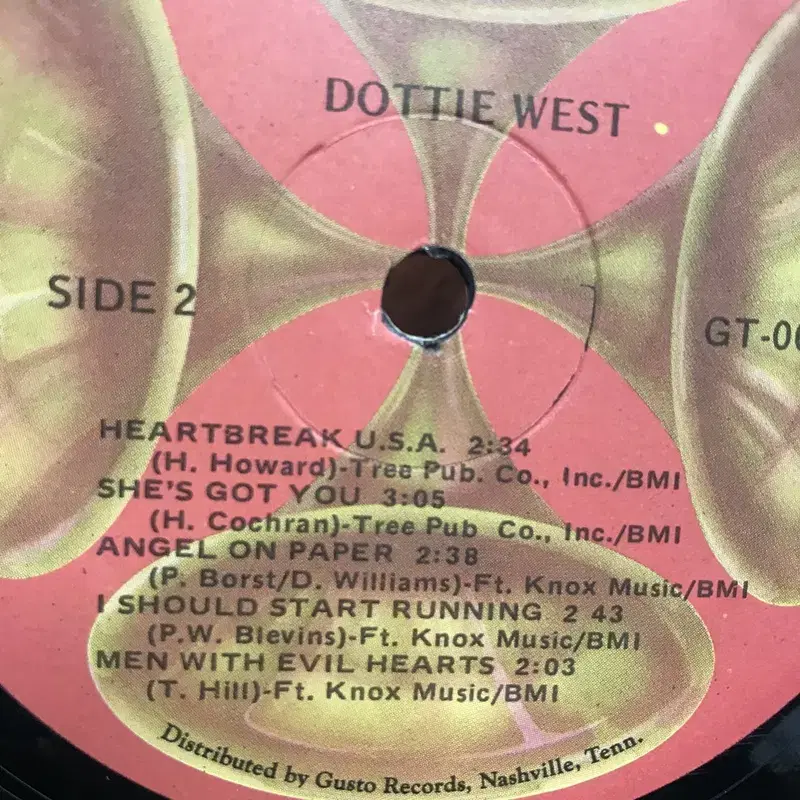 DOTTIE WEST
SIDE 2
HEARTBREAK U.S.A. 2:34
(H. Howard)-Tree Pub. Co., Inc./BMI
SHE'S GOT YOU 3:05
(H. Cochran)-Tree Pub Co., Inc./BMI
ANGEL ON PAPER 2:38
(P. Borst/D. Williams)-Ft. Knox Music/BMI
I SHOULD START RUNNING 2 43
(P.W. Blevins)-Ft. Knox Music/BMI
MEN WITH EVIL HEARTS 2:03
(T. Hill)-Ft. Knox Music/BMI
Distributed by Gusto Records, Nashville, Tenn.